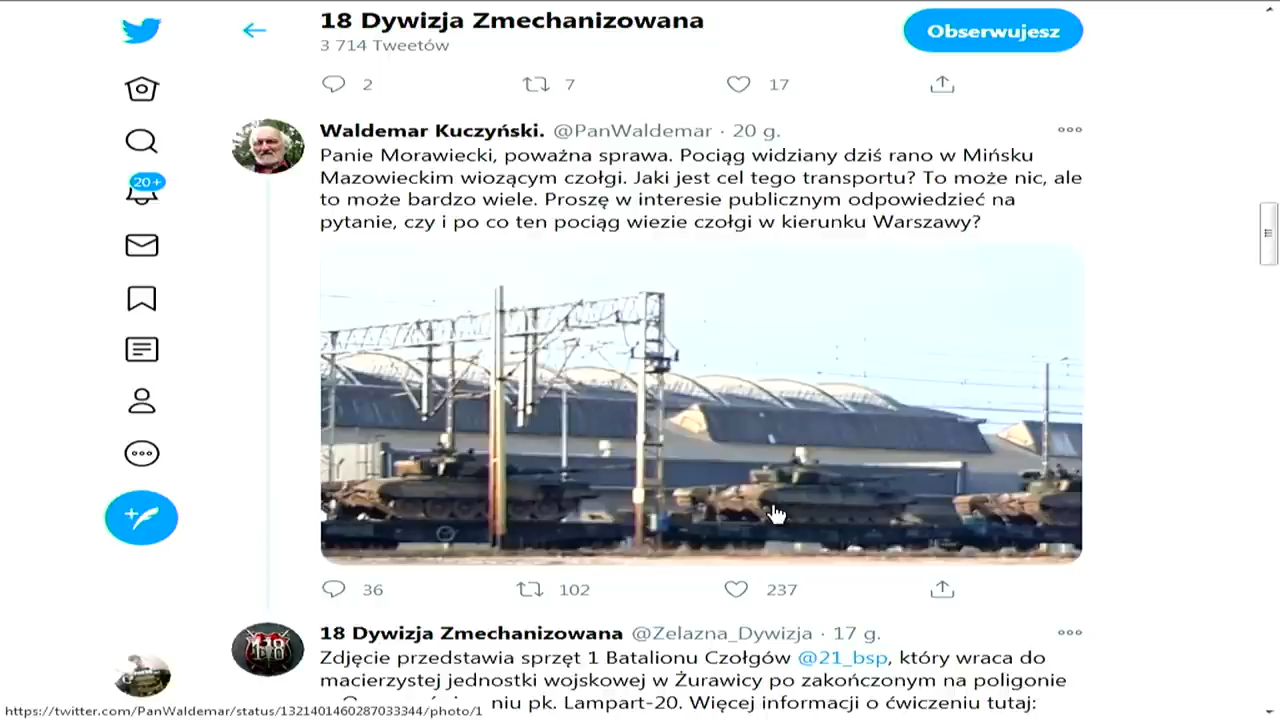 18 Dywizja Zmechanizowana
3 714 Tweetów
Obserwujesz
2 7 17
Waldemar Kuczyński. @PanWaldemar · 20 g.
Panie Morawiecki, poważna sprawa. Pociąg widziany dziś rano w Mińsku
Mazowieckim wiozącym czołgi. Jaki jest cel tego transportu? To może nic, ale
to może bardzo wiele. Proszę w interesie publicznym odpowiedzieć na
pytanie, czy i po co ten pociąg wiezie czołgi w kierunku Warszawy?
20+
36 102 237
18 Dywizja Zmechanizowana @Zelazna_Dywizja · 17 g.
118
Zdjęcie przedstawia sprzęt 1 Batalionu Czołgów @21_bsp, który wraca do
macierzystej jednostki wojskowej w Żurawicy po zakończonym na poligonie
niu pk. Lampart-20. Więcej informacji o ćwiczeniu tutaj:
https://twitter.com/PanWaldemar/status/1321401460287033344/photo/1